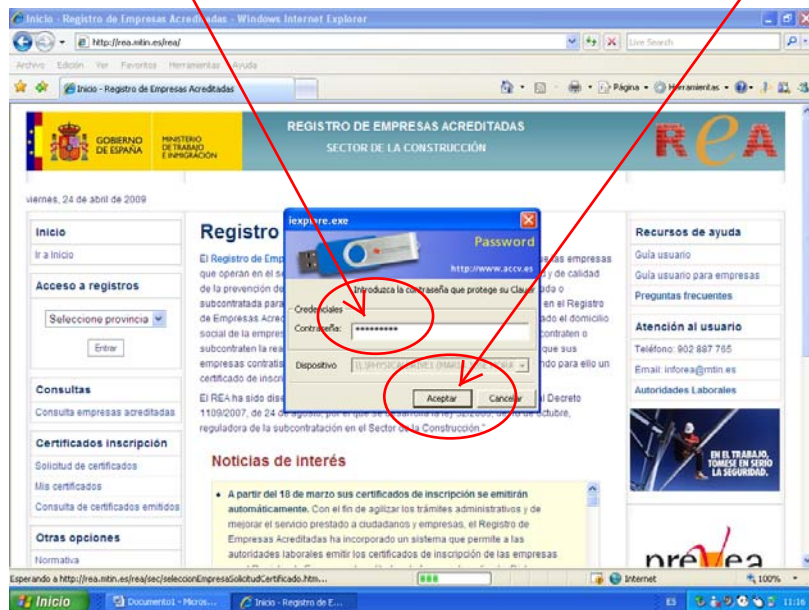 Inicio - Registro de Empresas Acreditadas - Windows Internet Explorer
http://rea.mtin.es/rea/
Live Search
Archivo Edición Ver Favoritos Herramientas Ayuda
Inicio - Registro de Empresas Acreditadas
Página Herramientas
GOBIERNO DE ESPAÑA
MINISTERIO DE TRABAJO E INMIGRACIÓN
REGISTRO DE EMPRESAS ACREDITADAS
SECTOR DE LA CONSTRUCCIÓN
ReA
viernes, 24 de abril de 2009
Inicio
Ir a Inicio
Acceso a registros
Seleccione provincia
Entrar
Consultas
Consulta empresas acreditadas
Certificados inscripción
Solicitud de certificados
Mis certificados
Consulta de certificados emitidos
Otras opciones
Normativa
Registro
El Registro de Emp
que las empresas
que operan en el se
y de calidad
de la prevención de
subcontratada para
en el Registro
de Empresas Acred
ado el domicilio
social de la empres
contraten o
subcontraten la rea
que sus
empresas contratis
ndo para ello un
certificado de inscri
El REA ha sido dise
al Decreto
1109/2007, de 24 de agosto, por el que se desarrolla la ley 32/2006, de 18 de octubre,
reguladora de la subcontratación en el Sector de la Construcción."
iexplore.exe
Password
http://www.accv.es
Introduzca la contraseña que protege su Clauer
Credenciales
Contraseña: *********
Dispositivo
Aceptar
Cancelar
Noticias de interés
A partir del 18 de marzo sus certificados de inscripción se emitirán
automáticamente. Con el fin de agilizar los trámites administrativos y de
mejorar el servicio prestado a ciudadanos y empresas, el Registro de
Empresas Acreditadas ha incorporado un sistema que permite a las
autoridades laborales emitir los certificados de inscripción de las empresas
Recursos de ayuda
Guía usuario
Guía usuario para empresas
Preguntas frecuentes
Atención al usuario
Teléfono: 902 887 765
Email: inforea@mtin.es
Autoridades Laborales
EN EL TRABAJO,
TOMESE EN SERIO
LA SEGURIDAD.
prevea
Esperando a http://rea.mtin.es/rea/sec/seleccionEmpresaSolicitudCertificado.htm...
Internet
100%
Inicio
Documento1 - Micros...
Inicio - Registro de E...
ES
11:16